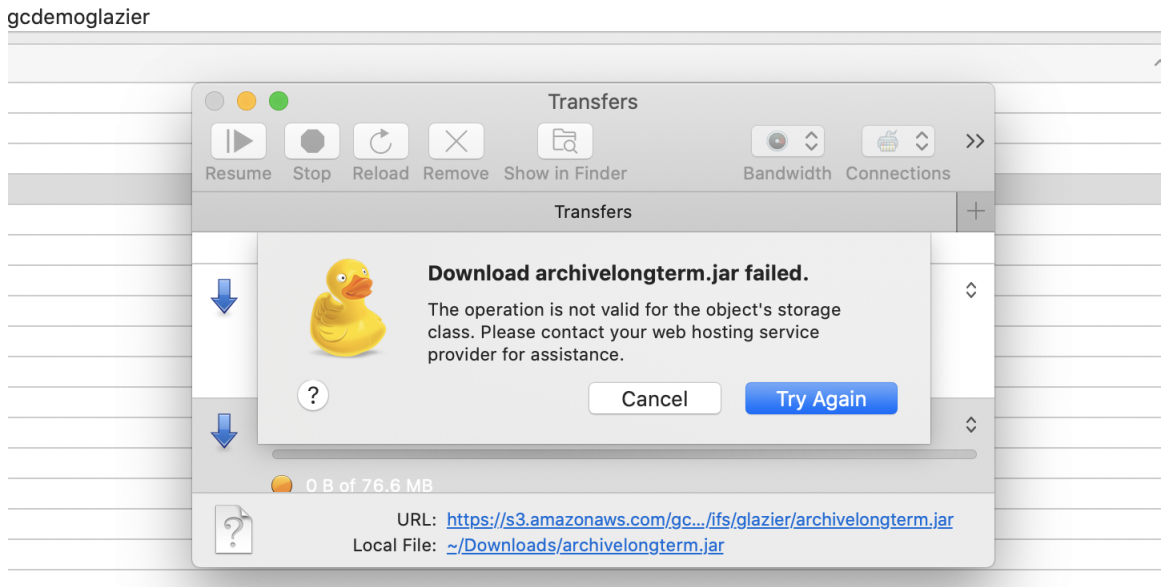 gcdemoglazier
Transfers
Resume Stop Reload Remove Show in Finder Bandwidth Connections
Transfers
Download archivelongterm.jar failed.
The operation is not valid for the object's storage
class. Please contact your web hosting service
provider for assistance.
? Cancel Try Again
0 B of 76.6 MB
URL: https://s3.amazonaws.com/gc.../ifs/glazier/archivelongterm.jar
Local File: ~/Downloads/archivelongterm.jar